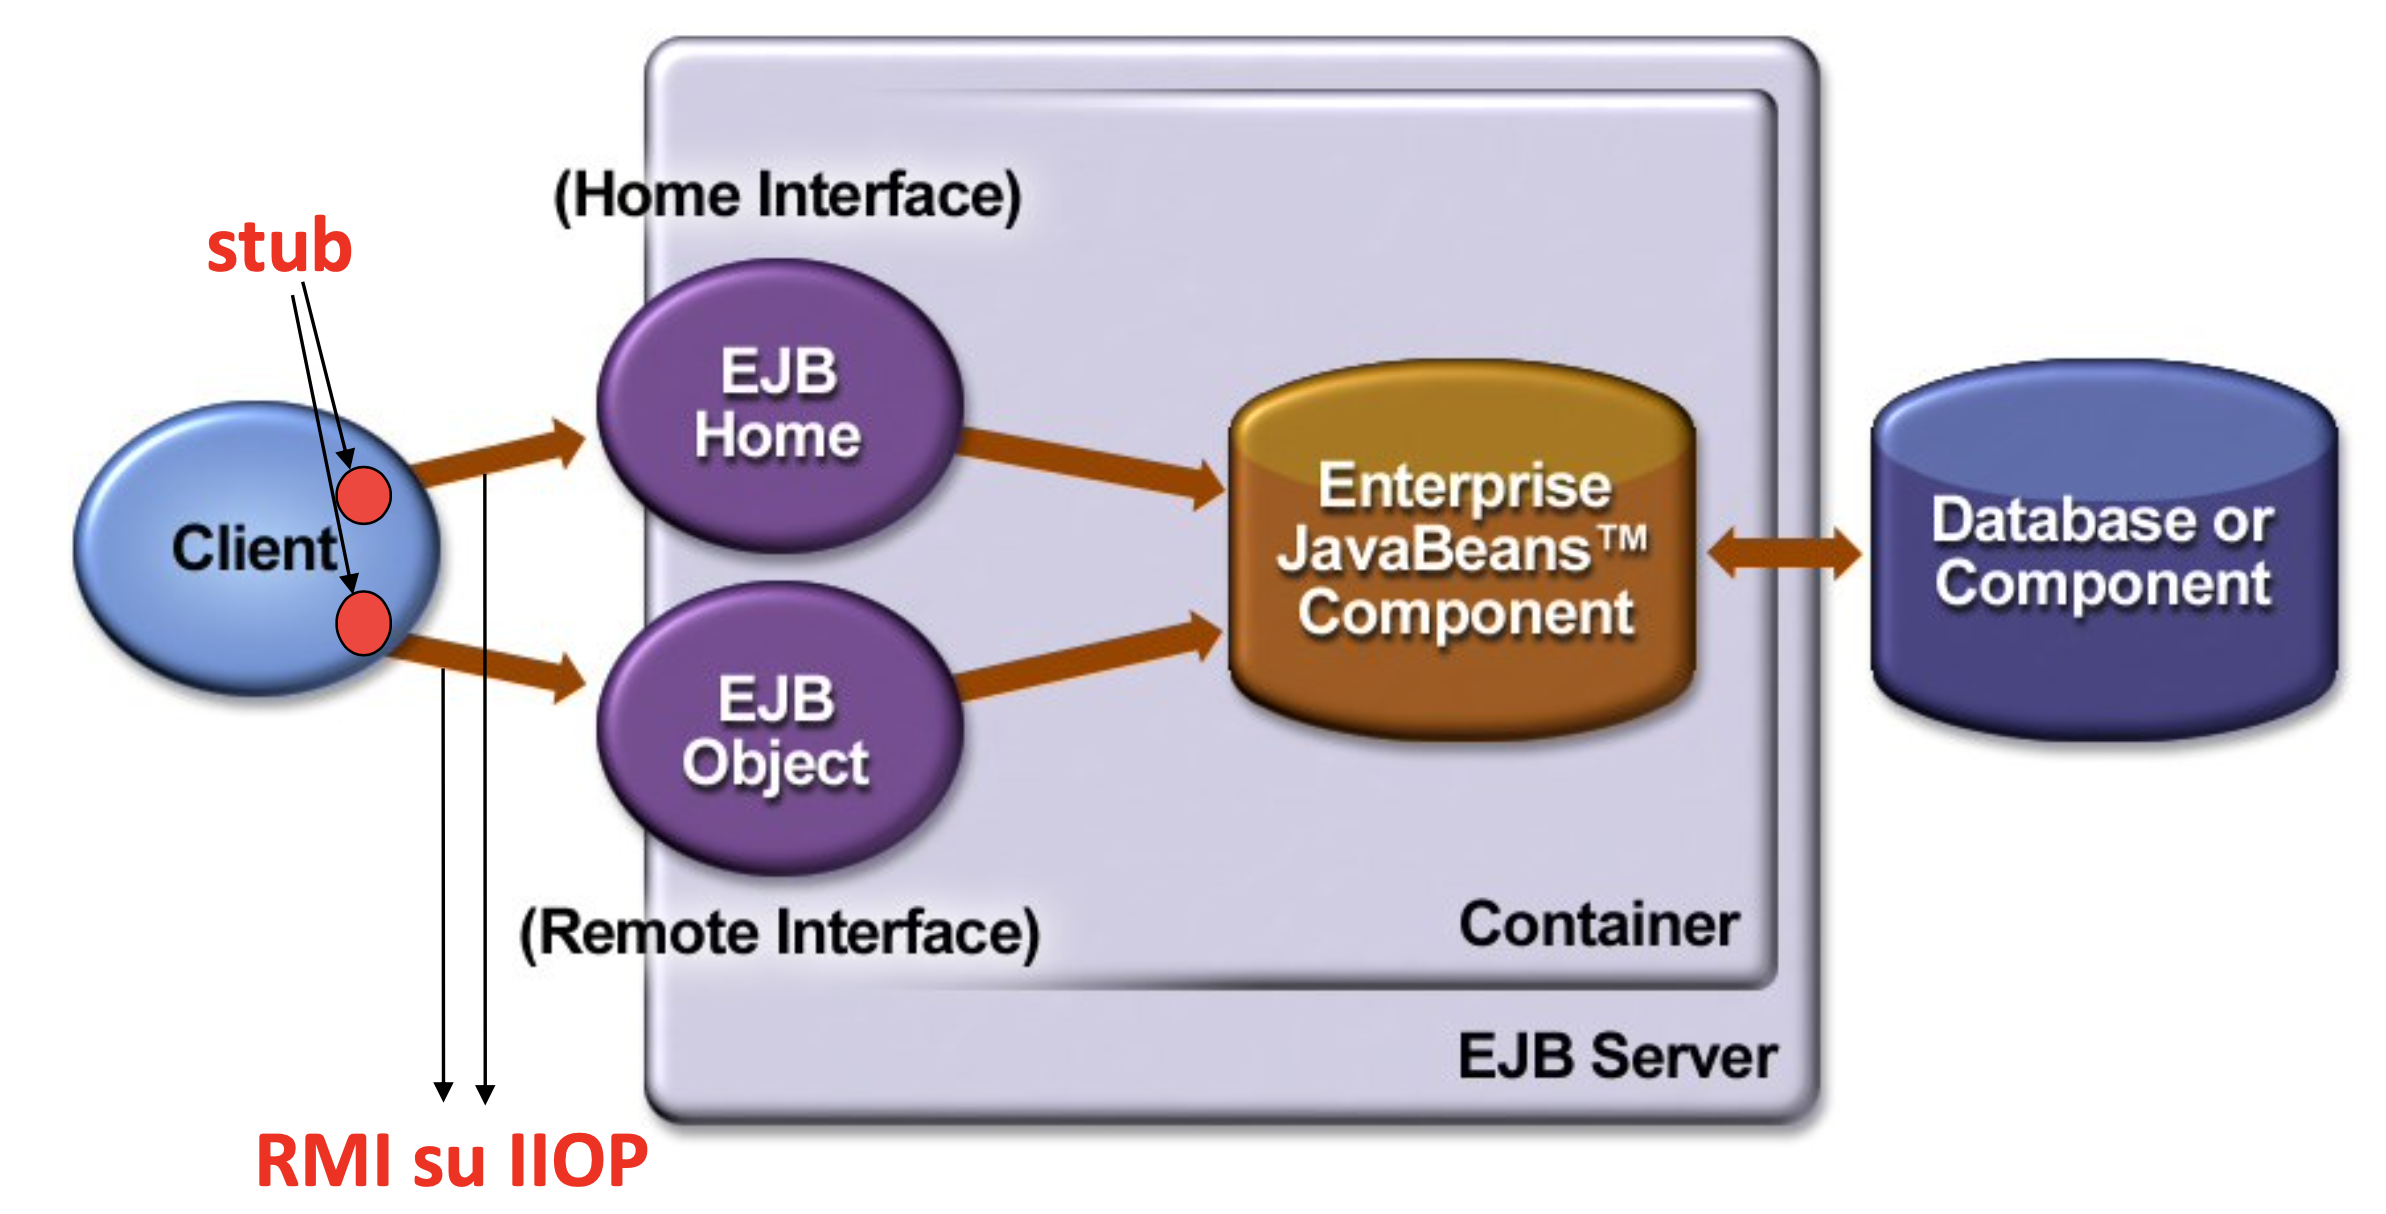 (Home Interface)
stub
EJB
Home
Client
Enterprise
JavaBeans™
Component
Database or
Component
EJB
Object
(Remote Interface)
Container
EJB Server
RMI su IIOP